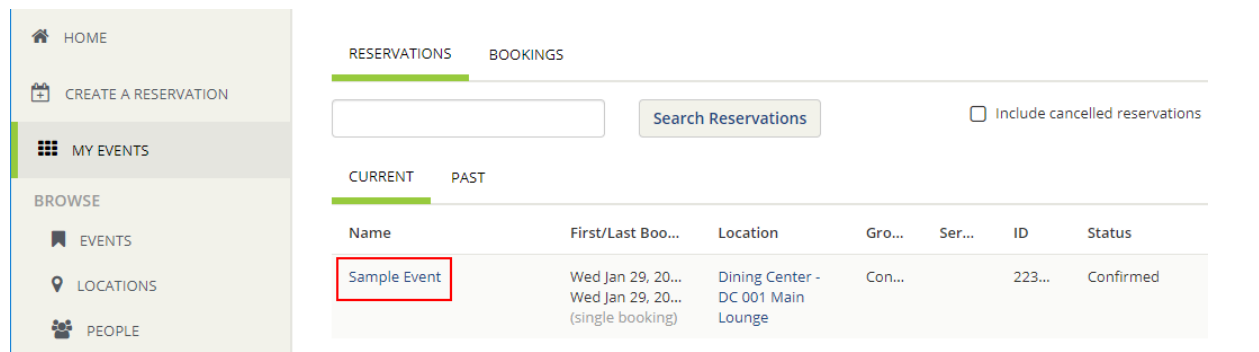 HOME
CREATE A RESERVATION
MY EVENTS
BROWSE
EVENTS
LOCATIONS
PEOPLE
RESERVATIONS BOOKINGS
Search Reservations Include cancelled reservations
CURRENT PAST
Name First/Last Boo... Location Gro... Ser... ID Status
Sample Event Wed Jan 29, 20... Dining Center - Con... 223... Confirmed
Wed Jan 29, 20... DC 001 Main
(single booking) Lounge